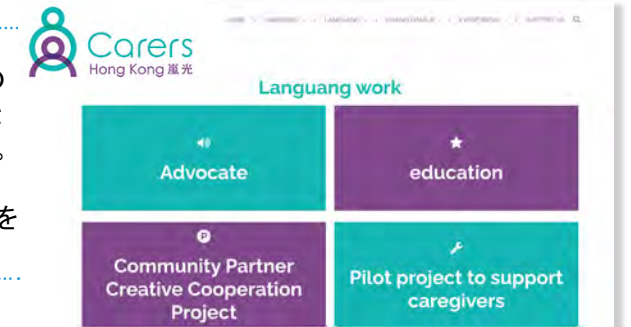 Carers
Hong Kong 嵐光
Languang work
Advocate
education
Community Partner
Creative Cooperation
Project
Pilot project to support
caregivers
。
を